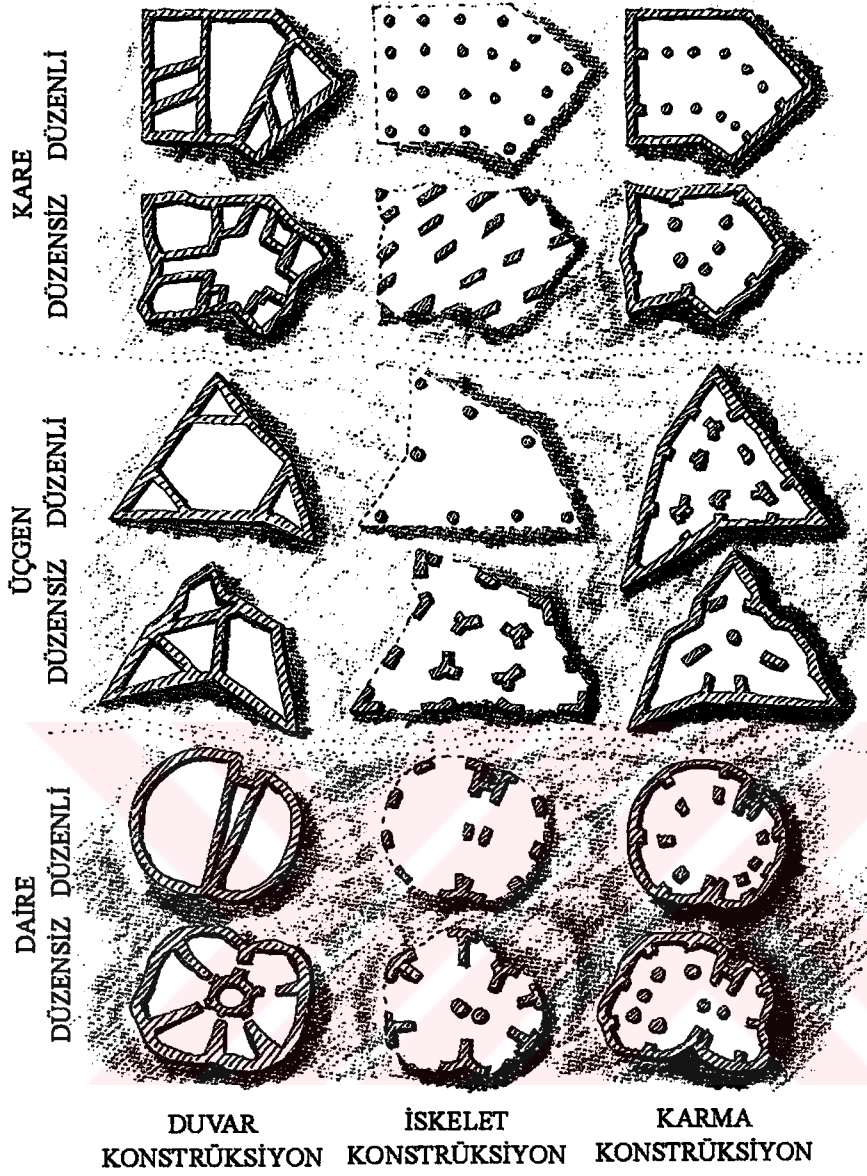 KARE
DÜZENLİ
DÜZENSİZ
ÜÇGEN
DÜZENLİ
DÜZENSİZ
DAİRE
DÜZENLİ
DÜZENSİZ
DUVAR
KONSTRÜKSİYON
İSKELET
KONSTRÜKSİYON
KARMA
KONSTRÜKSİYON